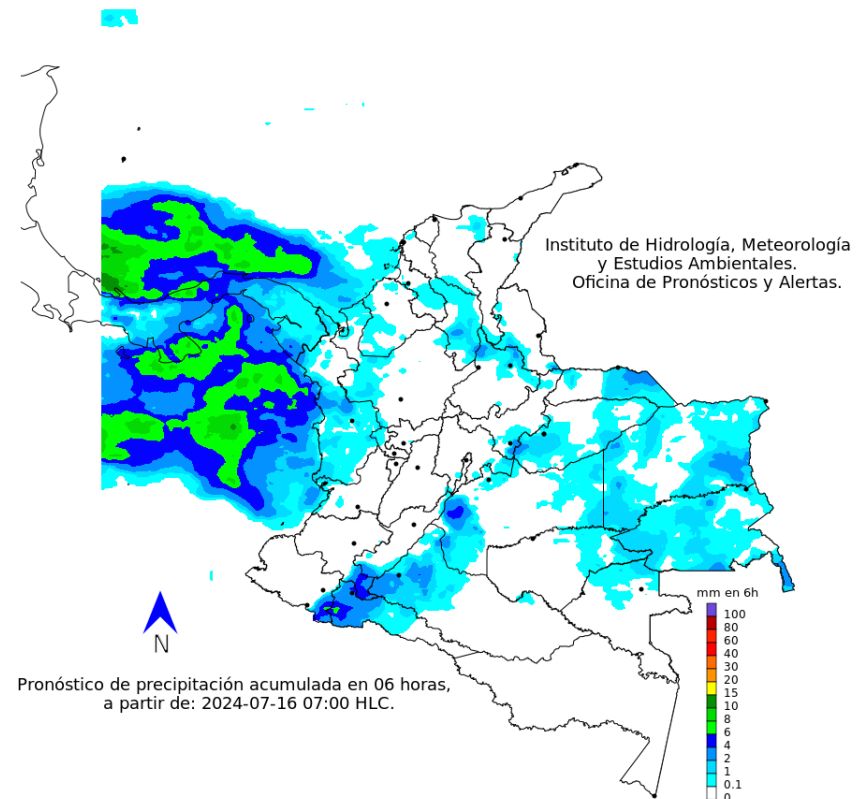 Instituto de Hidrología, Meteorología
y Estudios Ambientales.
Oficina de Pronósticos y Alertas.
mm en 6h
100
80
60
40
30
20
15
10
8
6
4
2
1
0.1
0
N
Pronóstico de precipitación acumulada en 06 horas,
a partir de: 2024-07-16 07:00 HLC.